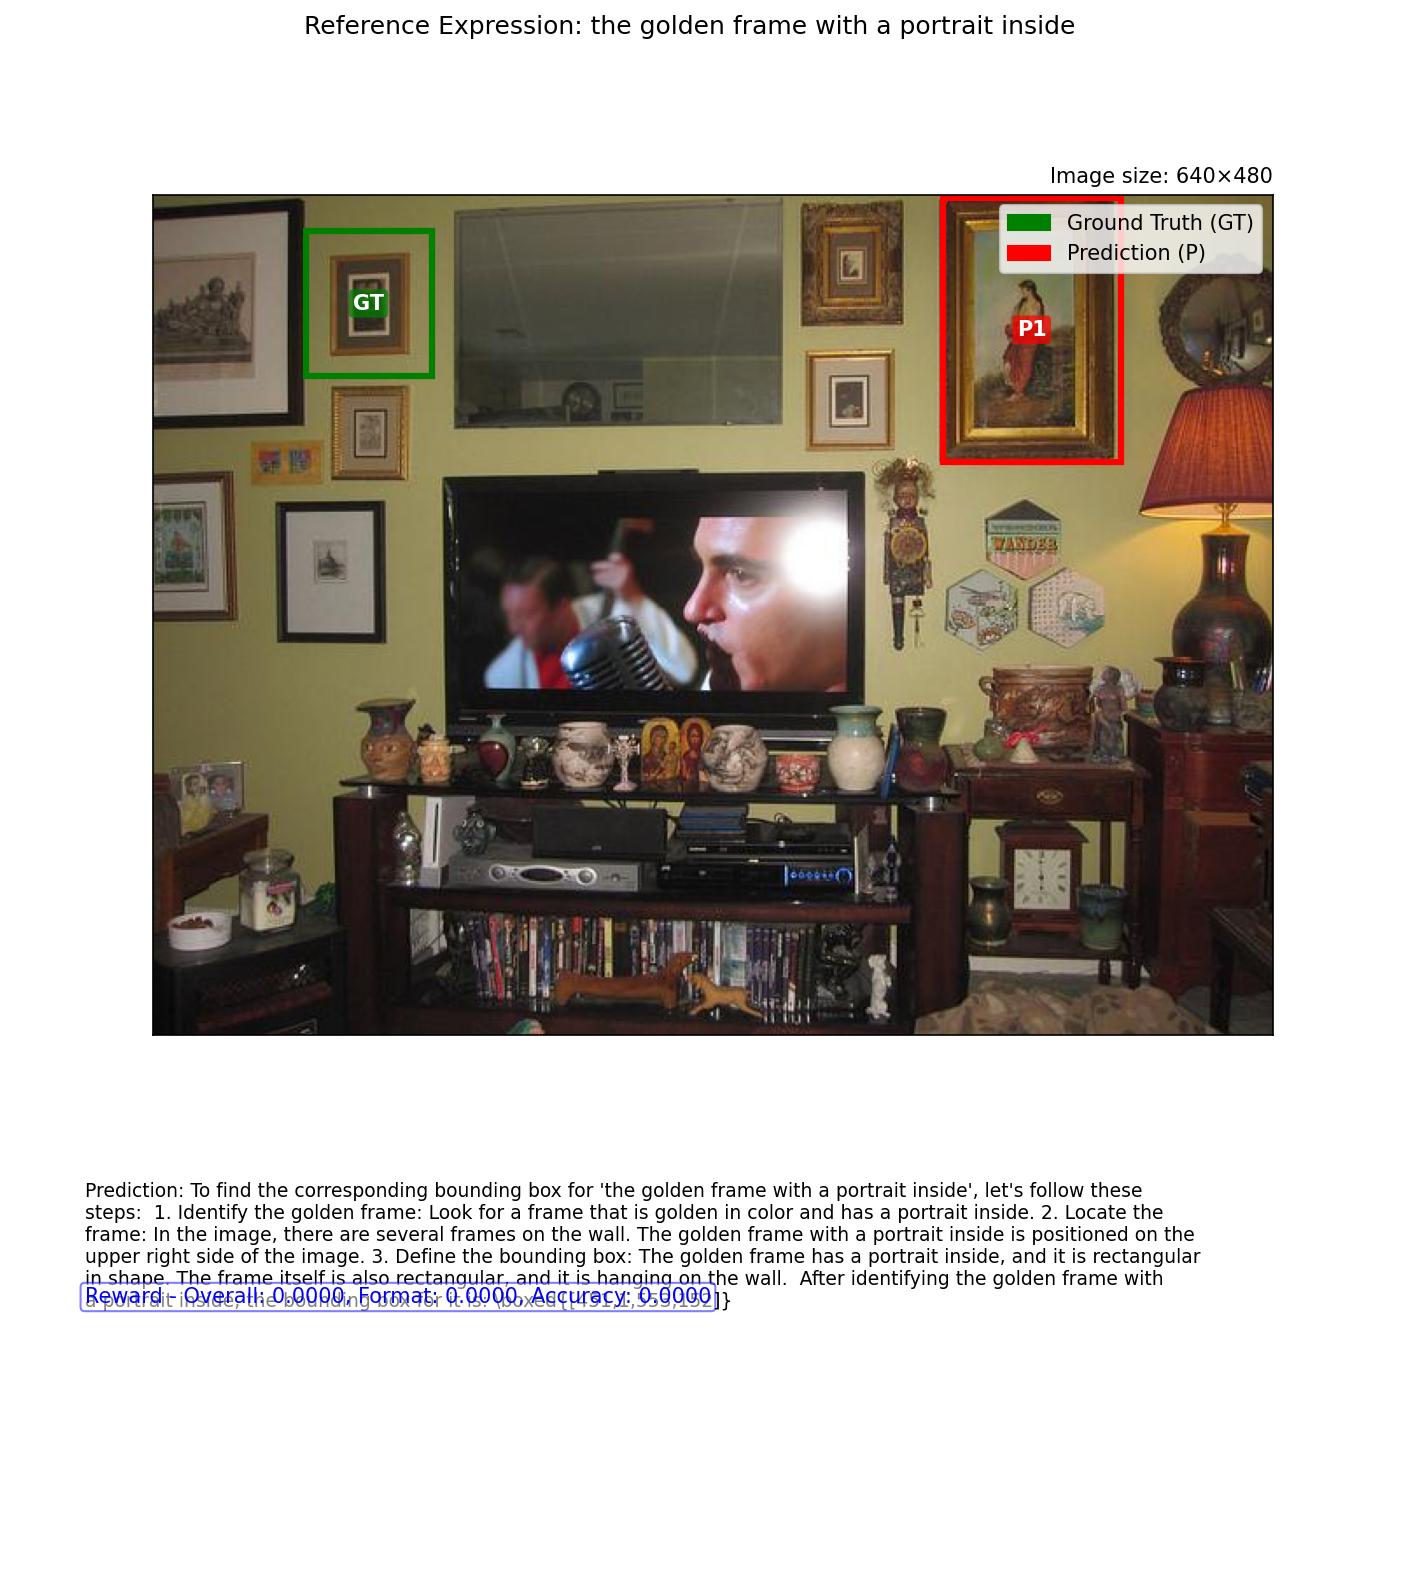 Reference Expression: the golden frame with a portrait inside
Image size: 640×480
Ground Truth (GT)
Prediction (P)
GT
P1
WANDER
Prediction: To find the corresponding bounding box for 'the golden frame with a portrait inside', let's follow these
steps:  1. Identify the golden frame: Look for a frame that is golden in color and has a portrait inside. 2. Locate the
frame: In the image, there are several frames on the wall. The golden frame with a portrait inside is positioned on the
upper right side of the image. 3. Define the bounding box: The golden frame has a portrait inside, and it is rectangular
in shape. The frame itself is also rectangular, and it is hanging on the wall.  After identifying the golden frame with
a portrait inside, the bounding box for it is: \boxed{[451,1,553,152]}
Reward - Overall: 0.0000, Format: 0.0000, Accuracy: 0.0000